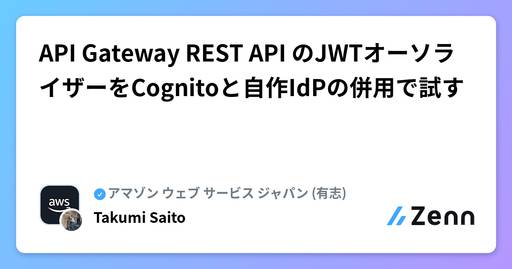 API Gateway REST API のJWTオーソラ
イザーをCognitoと自作IdPの併用で試す
aws
アマゾン ウェブ サービス ジャパン (有志)
Takumi Saito
Zenn